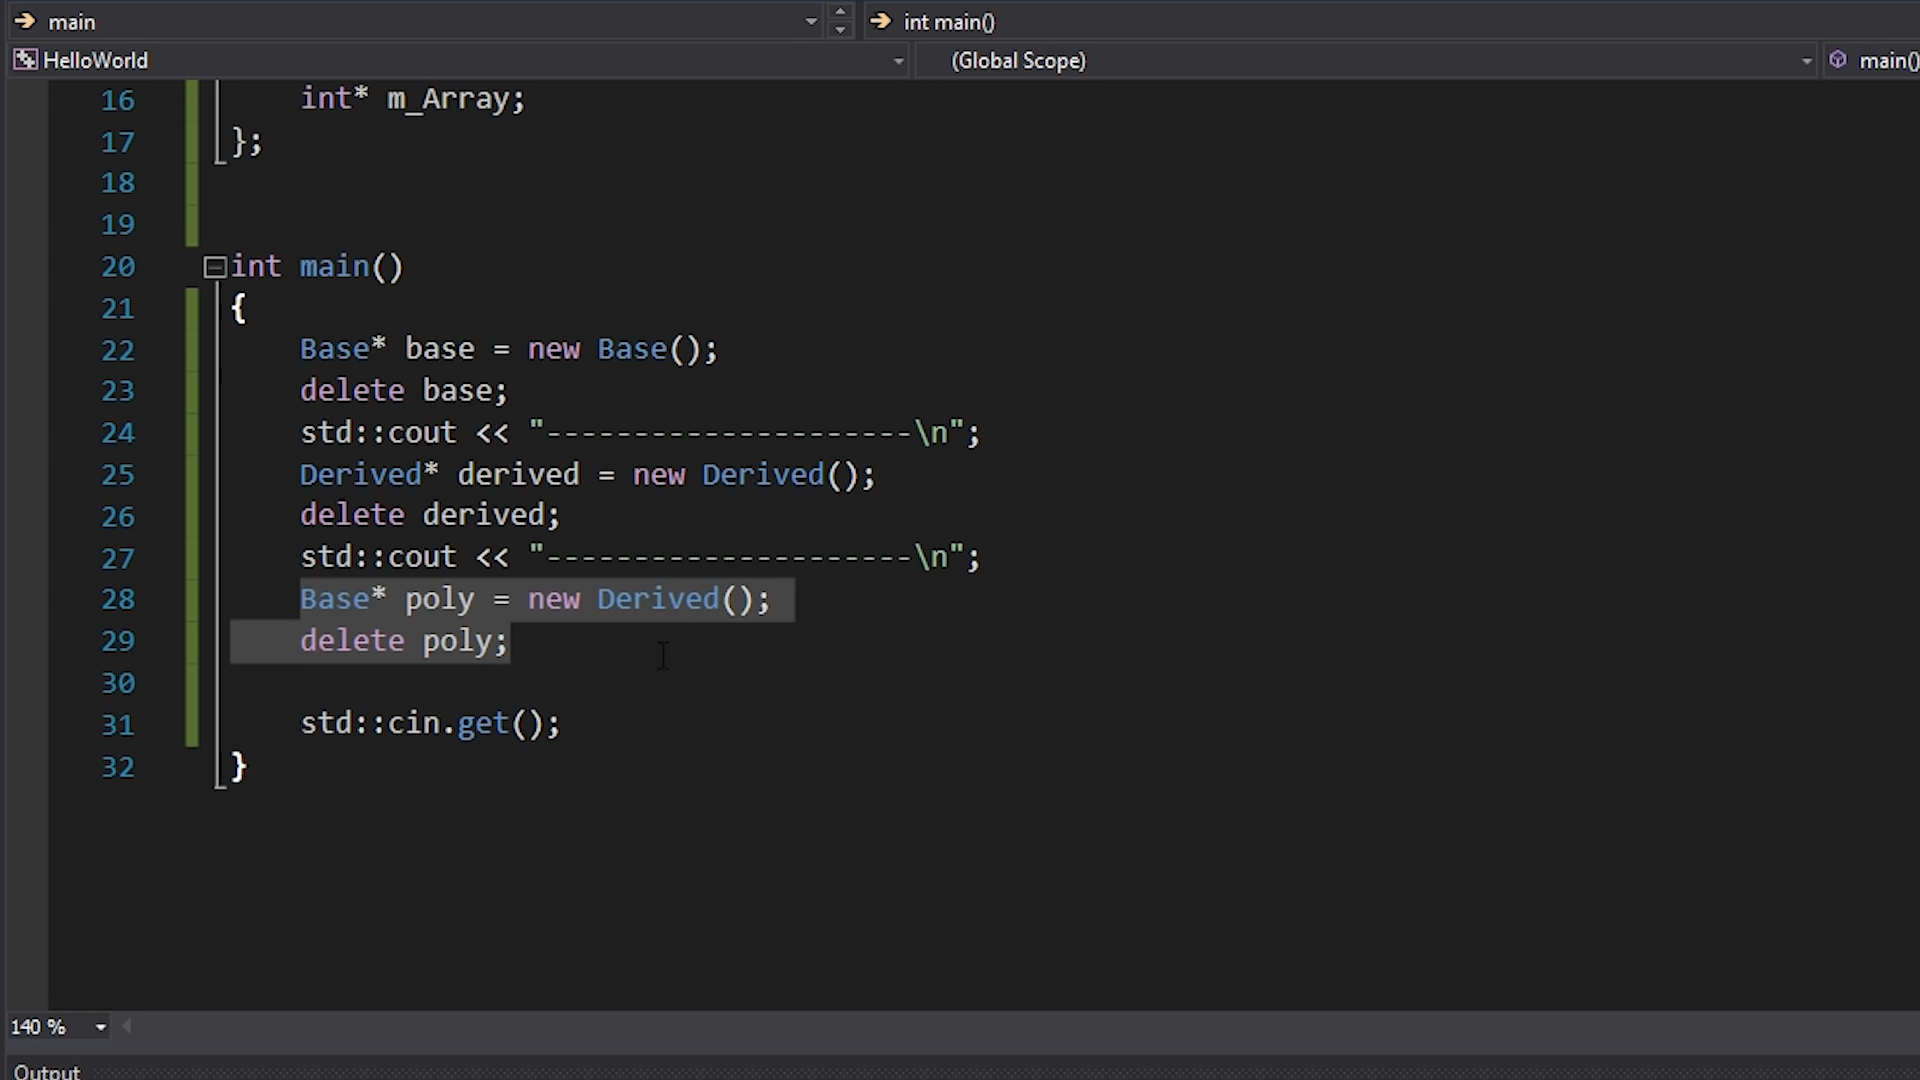 main
int main()
HelloWorld
(Global Scope)
main()
16 int* m_Array;
17 };
18
19
20 int main()
21 {
22 Base* base = new Base();
23 delete base;
24 std::cout << "---------------------\n";
25 Derived* derived = new Derived();
26 delete derived;
27 std::cout << "---------------------\n";
28 Base* poly = new Derived();
29 delete poly;
30
31 std::cin.get();
32 }
140 %
Output